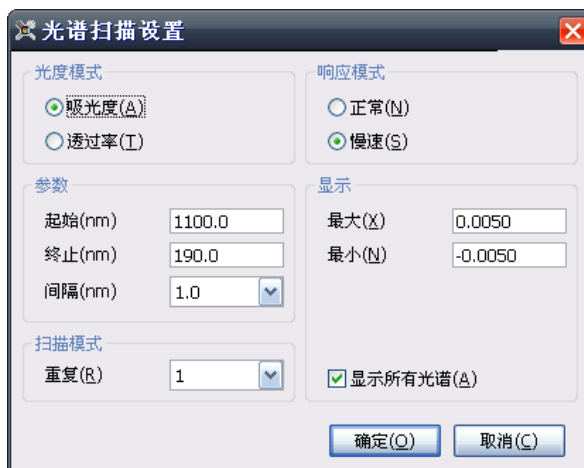 光谱扫描设置
光度模式
吸光度(A)
透过率(T)
响应模式
正常(N)
慢速(S)
参数
起始(nm) 1100.0
终止(nm) 190.0
间隔(nm) 1.0
显示
最大(X) 0.0050
最小(N) -0.0050
扫描模式
重复(R) 1
显示所有光谱(A)
确定(O) 取消(C)